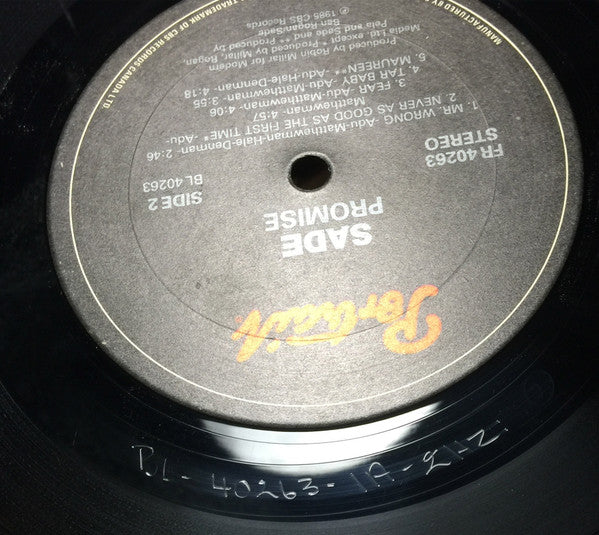 Portrait
SADE
PROMISE
FR 40263
STEREO
SIDE 2
BL 40263
1. MR. WRONG -Adu-Matthewman-Hale-Denman- 2:46
2. NEVER AS GOOD AS THE FIRST TIME* -Adu-
Matthewman- 4:57
3. FEAR -Adu-Matthewman- 4:06
4. TAR BABY -Adu-Matthewman- 3:55
5. MAUREEN** -Adu-Hale-Denman- 4:18
Produced by Robin Millar for Modern
Media Ltd. except * Produced by Robin Millar, Mike
Pela and Sade and ** Produced by
Ben Rogan/Sade
℗ 1985 CBS Records
MANUFACTURED BY
TRADEMARK OF CBS RECORDS CANADA LTD.
BL-40263-1A-